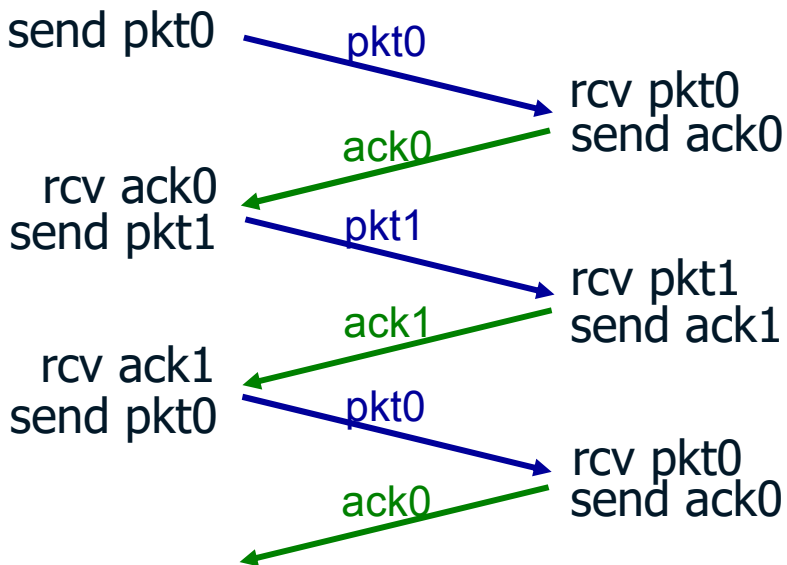 send pkt0
pkt0
rcv pkt0
send ack0
ack0
rcv ack0
send pkt1
pkt1
rcv pkt1
send ack1
ack1
rcv ack1
send pkt0
pkt0
rcv pkt0
send ack0
ack0